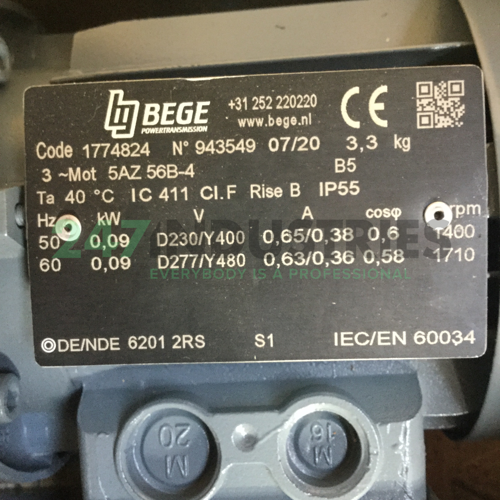 BEGE
POWERTRANSMISSION
+31 252 220220
www.bege.nl
CE
Code 1774824 N° 943549 07/20 3,3 kg
3 ~Mot 5AZ 56B-4 B5
Ta 40 °C IC 411 Cl.F Rise B IP55
Hz kW V A cosφ rpm
50 0,09 D230/Y400 0,65/0,38 0,6 1400
60 0,09 D277/Y480 0,63/0,36 0,58 1710
247 INDUSTRIES
EVERYBODY IS A PROFESSIONAL
DE/NDE 6201 2RS S1 IEC/EN 60034
M
20
M
16